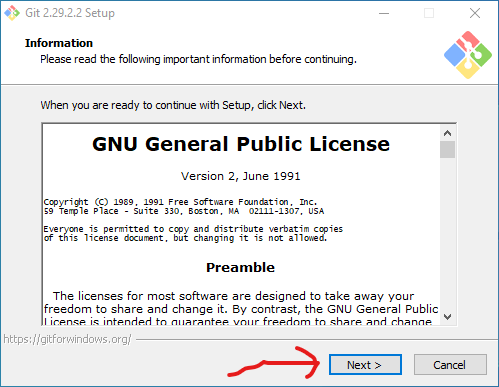 Git 2.29.2.2 Setup
Information
Please read the following important information before continuing.
When you are ready to continue with Setup, click Next.
GNU General Public License
Version 2, June 1991
Copyright (C) 1989, 1991 Free Software Foundation, Inc.
59 Temple Place - Suite 330, Boston, MA  02111-1307, USA
Everyone is permitted to copy and distribute verbatim copies
of this license document, but changing it is not allowed.
Preamble
The licenses for most software are designed to take away your
freedom to share and change it. By contrast, the GNU General Public
License is intended to guarantee your freedom to share and change
https://gitforwindows.org/
Next >
Cancel